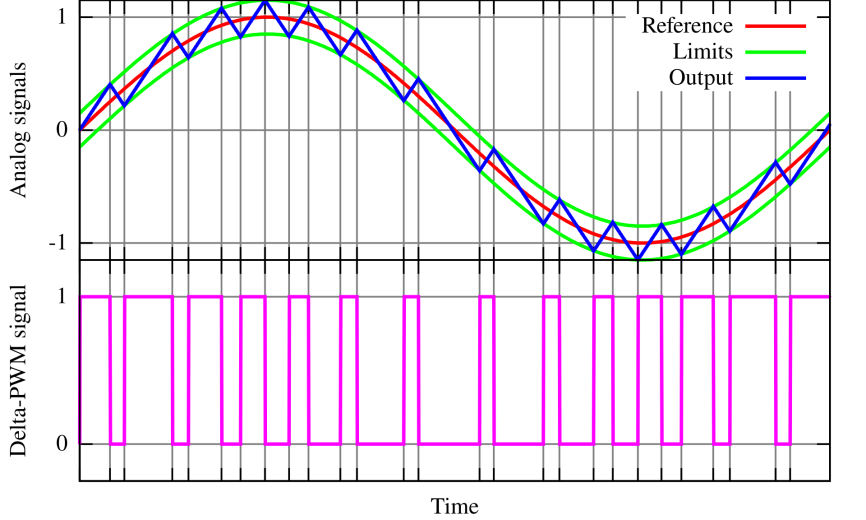 1
0
-1
Analog signals
Reference
Limits
Output
1
0
Delta-PWM signal
Time